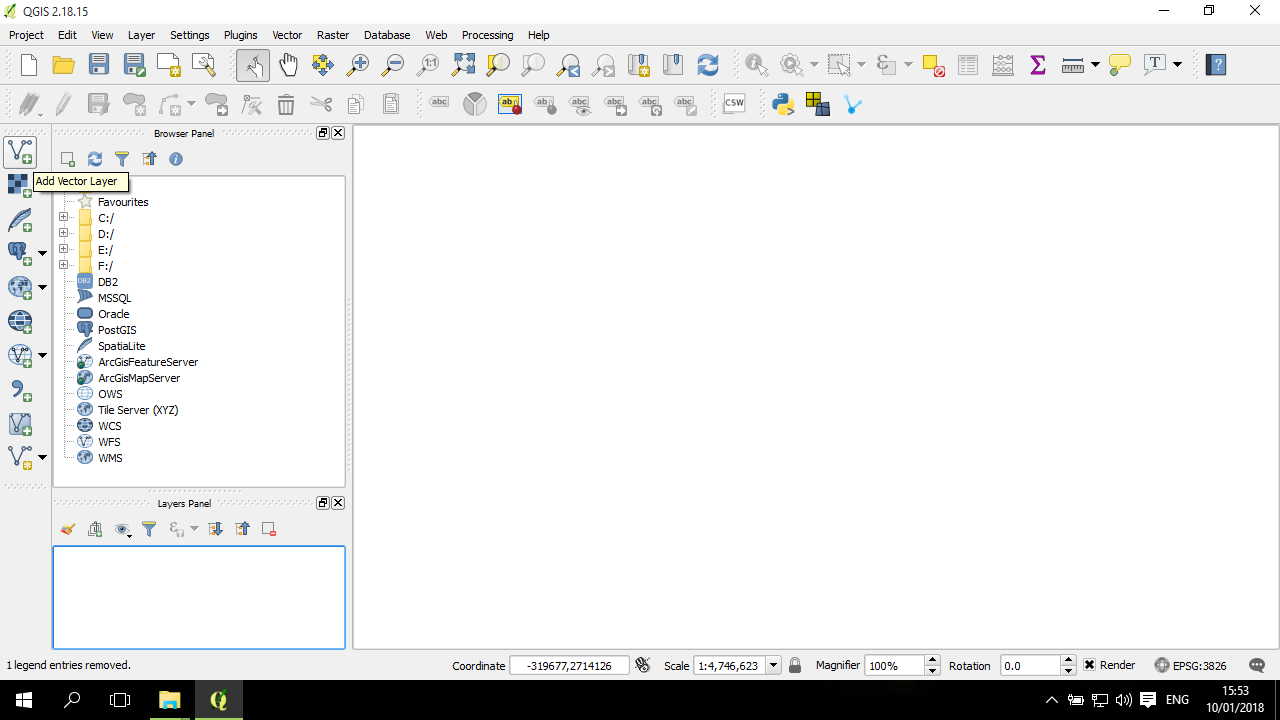 QGIS 2.18.15
Project Edit View Layer Settings Plugins Vector Raster Database Web Processing Help
1:1
T
?
abc abc abc abc abc abc abc CSW
Browser Panel
Add Vector Layer
Favourites
C:/
D:/
E:/
F:/
DB2 DB2
MSSQL
Oracle
PostGIS
SpatiaLite
ArcGisFeatureServer
ArcGisMapServer
OWS
Tile Server (XYZ)
WCS
WFS
WMS
Layers Panel
1 legend entries removed. Coordinate -319677,2714126 Scale 1:4,746,623 Magnifier 100% Rotation 0.0 Render EPSG:3826
ENG
15:53
10/01/2018